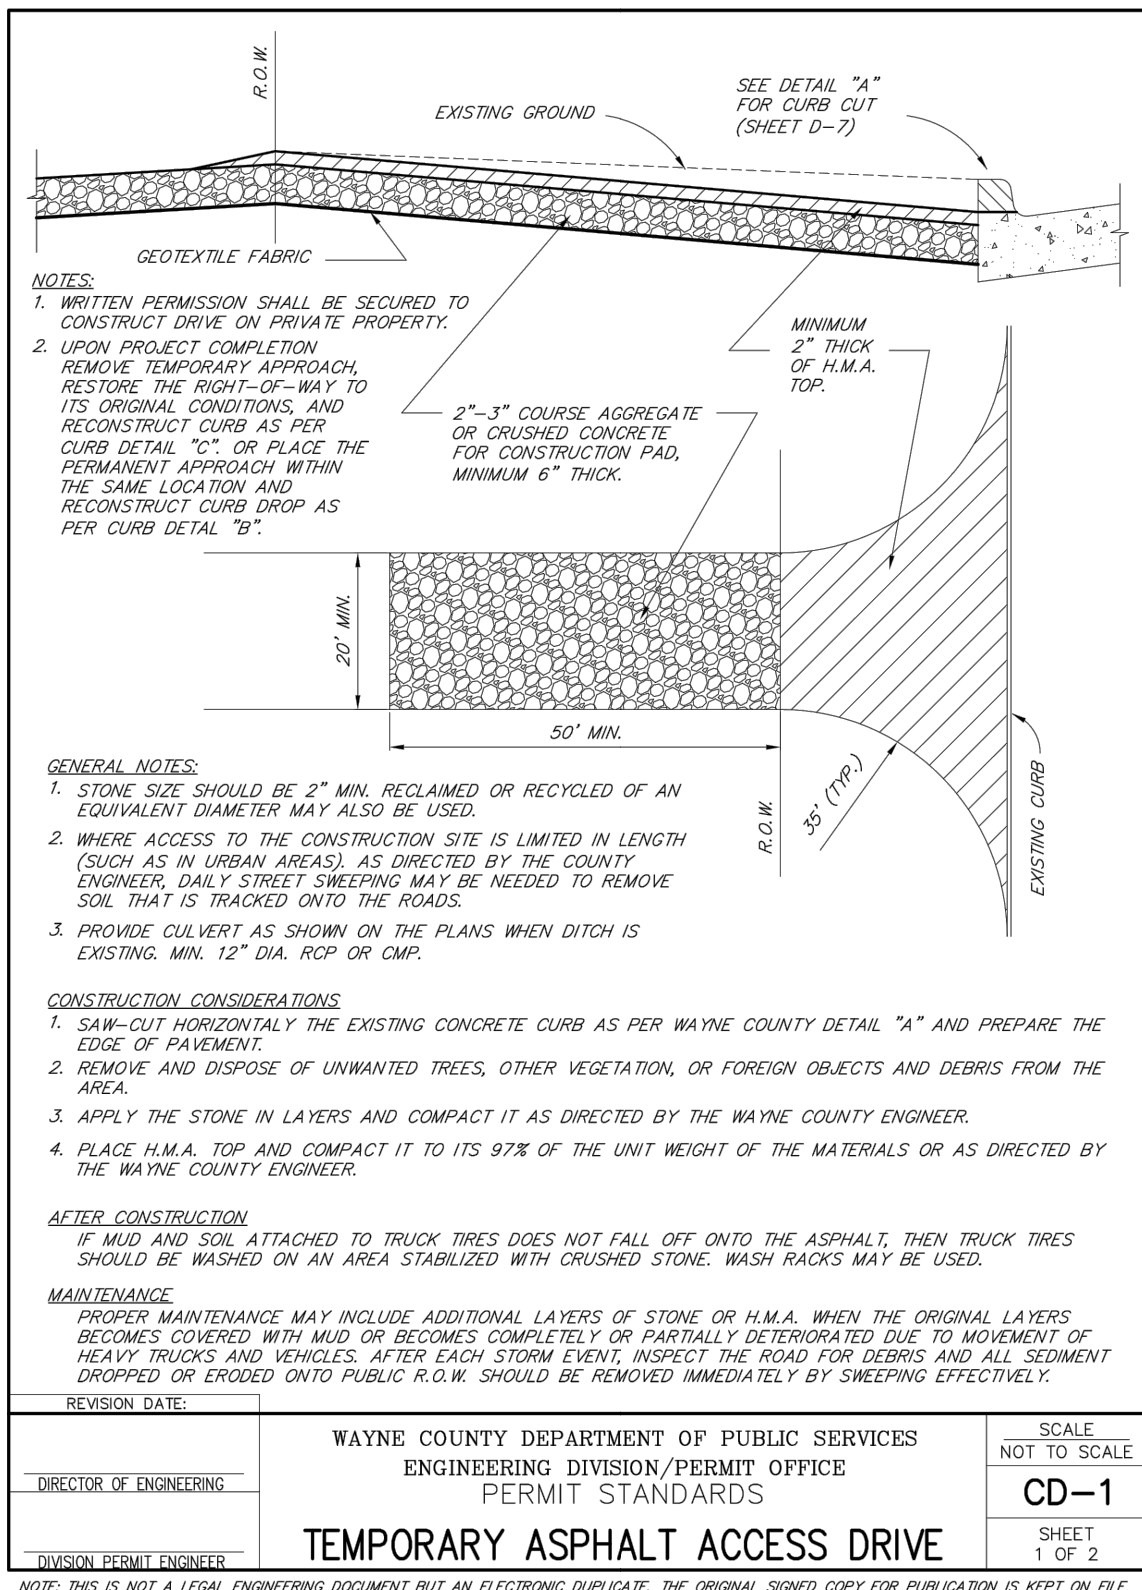 R.O.W.
EXISTING GROUND
SEE DETAIL "A"
FOR CURB CUT
(SHEET D-7)
GEOTEXTILE FABRIC
NOTES:
1. WRITTEN PERMISSION SHALL BE SECURED TO
CONSTRUCT DRIVE ON PRIVATE PROPERTY.
2. UPON PROJECT COMPLETION
REMOVE TEMPORARY APPROACH,
RESTORE THE RIGHT-OF-WAY TO
ITS ORIGINAL CONDITIONS, AND
RECONSTRUCT CURB AS PER
CURB DETAIL "C". OR PLACE THE
PERMANENT APPROACH WITHIN
THE SAME LOCATION AND
RECONSTRUCT CURB DROP AS
PER CURB DETAL "B".
MINIMUM
2" THICK
OF H.M.A.
TOP.
2"-3" COURSE AGGREGATE
OR CRUSHED CONCRETE
FOR CONSTRUCTION PAD,
MINIMUM 6" THICK.
20' MIN.
50' MIN.
R.O.W.
35' (TYP.)
EXISTING CURB
GENERAL NOTES:
1. STONE SIZE SHOULD BE 2" MIN. RECLAIMED OR RECYCLED OF AN
EQUIVALENT DIAMETER MAY ALSO BE USED.
2. WHERE ACCESS TO THE CONSTRUCTION SITE IS LIMITED IN LENGTH
(SUCH AS IN URBAN AREAS). AS DIRECTED BY THE COUNTY
ENGINEER, DAILY STREET SWEEPING MAY BE NEEDED TO REMOVE
SOIL THAT IS TRACKED ONTO THE ROADS.
3. PROVIDE CULVERT AS SHOWN ON THE PLANS WHEN DITCH IS
EXISTING. MIN. 12" DIA. RCP OR CMP.
CONSTRUCTION CONSIDERATIONS
1. SAW-CUT HORIZONTALY THE EXISTING CONCRETE CURB AS PER WAYNE COUNTY DETAIL "A" AND PREPARE THE
EDGE OF PAVEMENT.
2. REMOVE AND DISPOSE OF UNWANTED TREES, OTHER VEGETATION, OR FOREIGN OBJECTS AND DEBRIS FROM THE
AREA.
3. APPLY THE STONE IN LAYERS AND COMPACT IT AS DIRECTED BY THE WAYNE COUNTY ENGINEER.
4. PLACE H.M.A. TOP AND COMPACT IT TO ITS 97% OF THE UNIT WEIGHT OF THE MATERIALS OR AS DIRECTED BY
THE WAYNE COUNTY ENGINEER.
AFTER CONSTRUCTION
IF MUD AND SOIL ATTACHED TO TRUCK TIRES DOES NOT FALL OFF ONTO THE ASPHALT, THEN TRUCK TIRES
SHOULD BE WASHED ON AN AREA STABILIZED WITH CRUSHED STONE. WASH RACKS MAY BE USED.
MAINTENANCE
PROPER MAINTENANCE MAY INCLUDE ADDITIONAL LAYERS OF STONE OR H.M.A. WHEN THE ORIGINAL LAYERS
BECOMES COVERED WITH MUD OR BECOMES COMPLETELY OR PARTIALLY DETERIORATED DUE TO MOVEMENT OF
HEAVY TRUCKS AND VEHICLES. AFTER EACH STORM EVENT, INSPECT THE ROAD FOR DEBRIS AND ALL SEDIMENT
DROPPED OR ERODED ONTO PUBLIC R.O.W. SHOULD BE REMOVED IMMEDIATELY BY SWEEPING EFFECTIVELY.
REVISION DATE:
DIRECTOR OF ENGINEERING
DIVISION PERMIT ENGINEER
WAYNE COUNTY DEPARTMENT OF PUBLIC SERVICES
ENGINEERING DIVISION/PERMIT OFFICE
PERMIT STANDARDS
TEMPORARY ASPHALT ACCESS DRIVE
SCALE
NOT TO SCALE
CD-1
SHEET
1 OF 2
NOTE: THIS IS NOT A LEGAL ENGINEERING DOCUMENT BUT AN ELECTRONIC DUPLICATE. THE ORIGINAL SIGNED COPY FOR PUBLICATION IS KEPT ON FILE